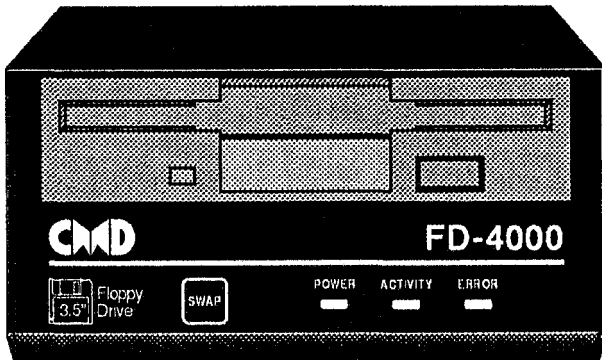 CMD FD-4000
3.5" Floppy
Drive
SWAP
POWER ACTIVITY ERROR